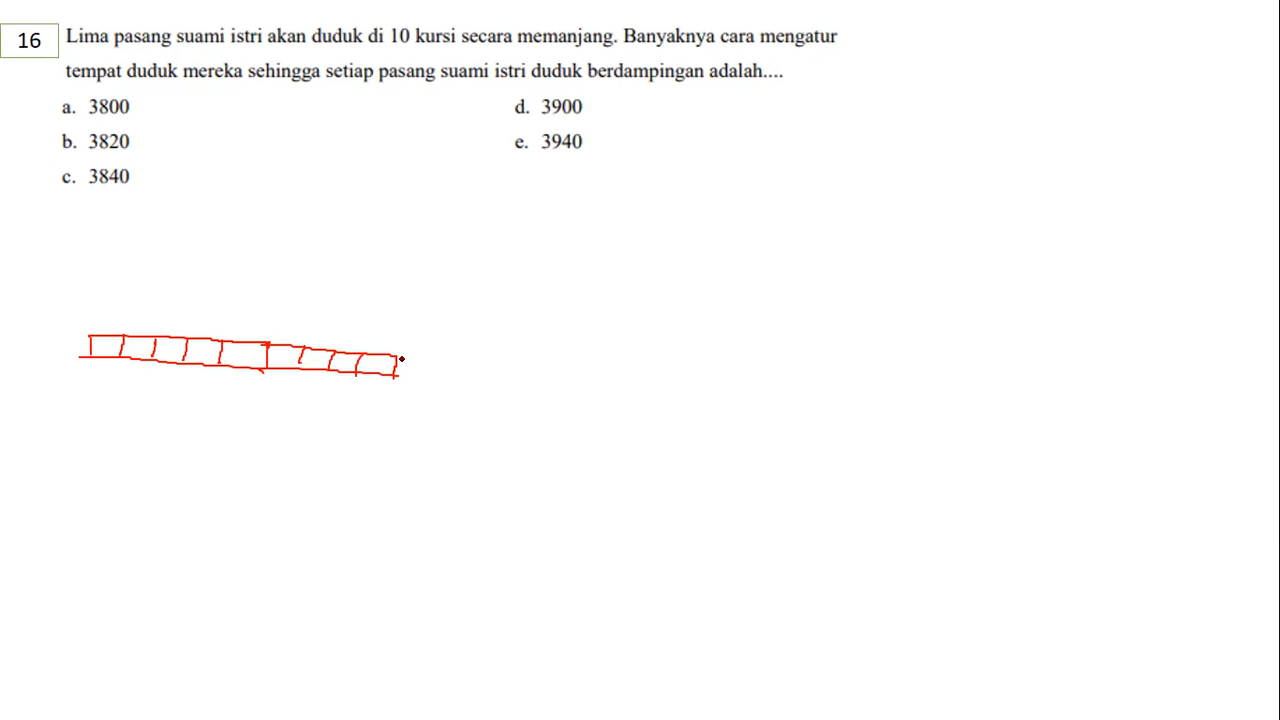 16
Lima pasang suami istri akan duduk di 10 kursi secara memanjang. Banyaknya cara mengatur
tempat duduk mereka sehingga setiap pasang suami istri duduk berdampingan adalah....
a. 3800
b. 3820
c. 3840
d. 3900
e. 3940